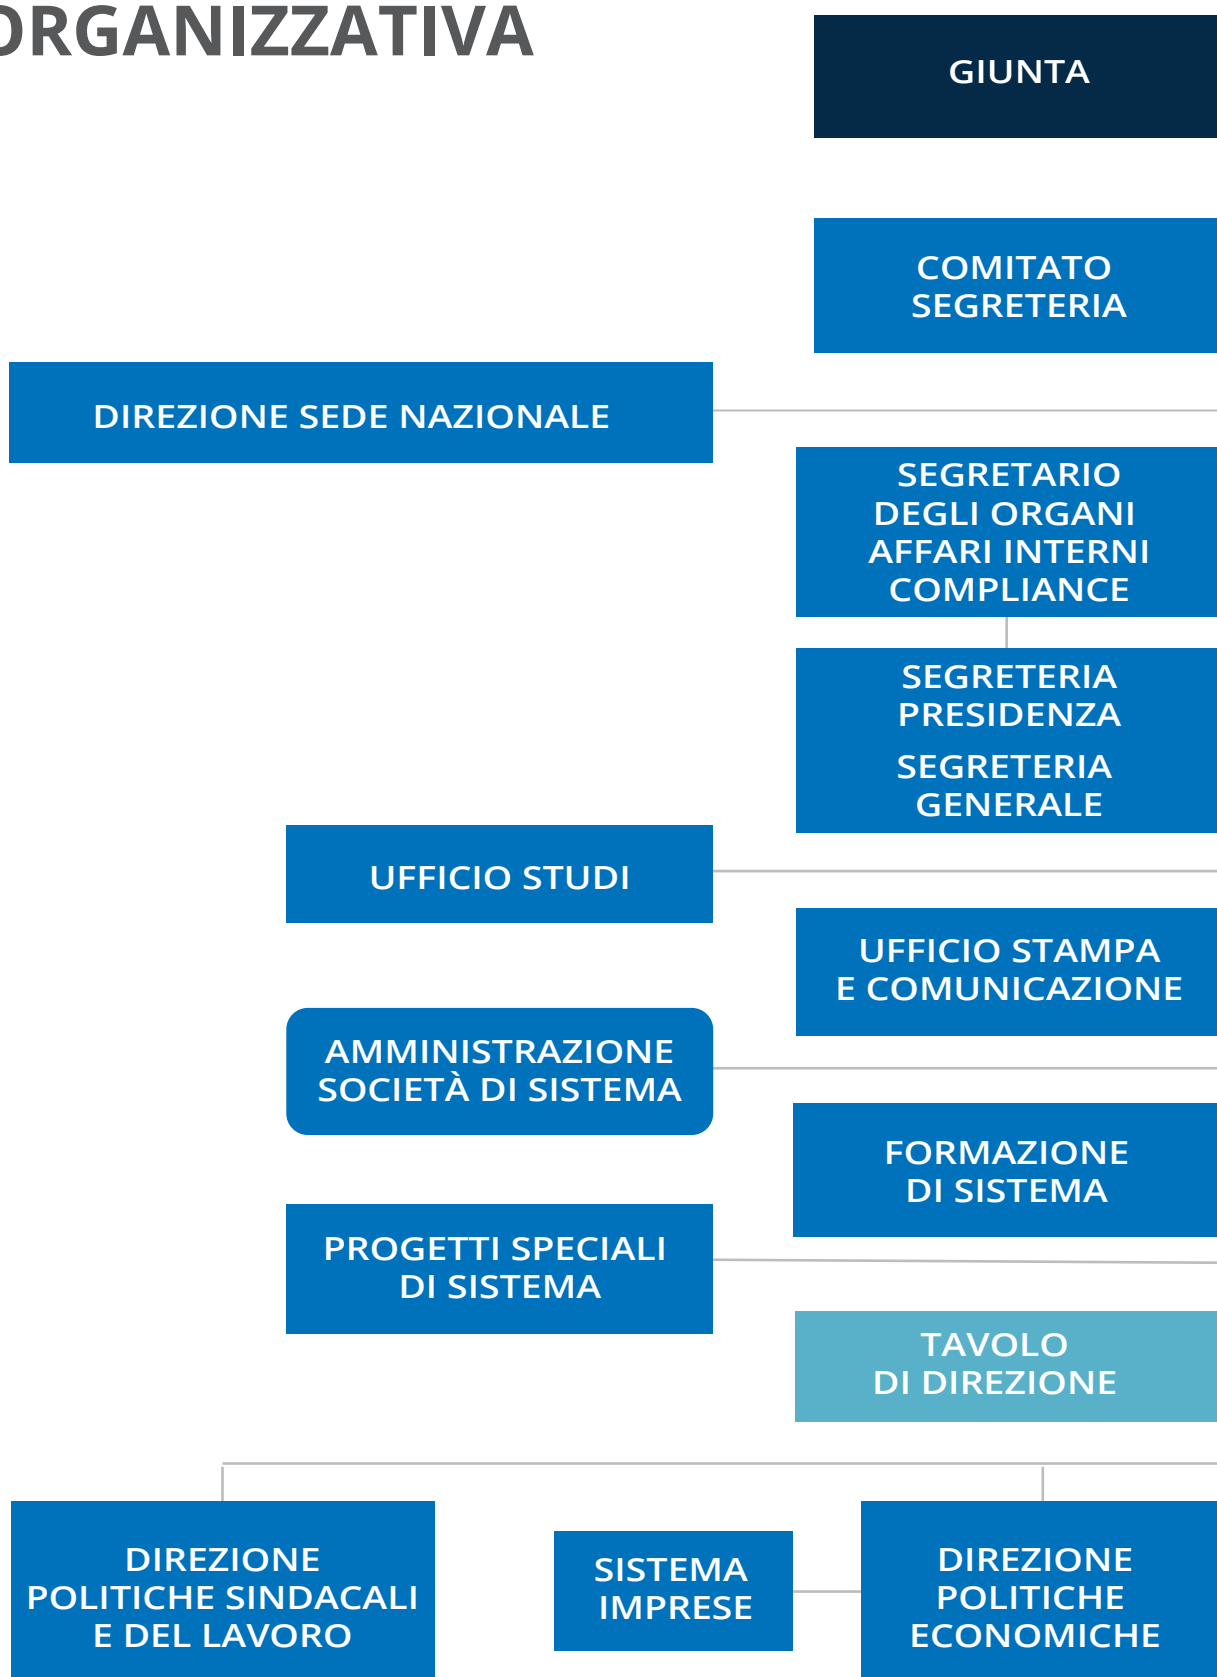 ORGANIZZATIVA
GIUNTA
COMITATO
SEGRETERIA
DIREZIONE SEDE NAZIONALE
SEGRETARIO
DEGLI ORGANI
AFFARI INTERNI
COMPLIANCE
SEGRETERIA
PRESIDENZA
SEGRETERIA
GENERALE
UFFICIO STUDI
UFFICIO STAMPA
E COMUNICAZIONE
AMMINISTRAZIONE
SOCIETÀ DI SISTEMA
FORMAZIONE
DI SISTEMA
PROGETTI SPECIALI
DI SISTEMA
TAVOLO
DI DIREZIONE
DIREZIONE
POLITICHE SINDACALI
E DEL LAVORO
SISTEMA
IMPRESE
DIREZIONE
POLITICHE
ECONOMICHE